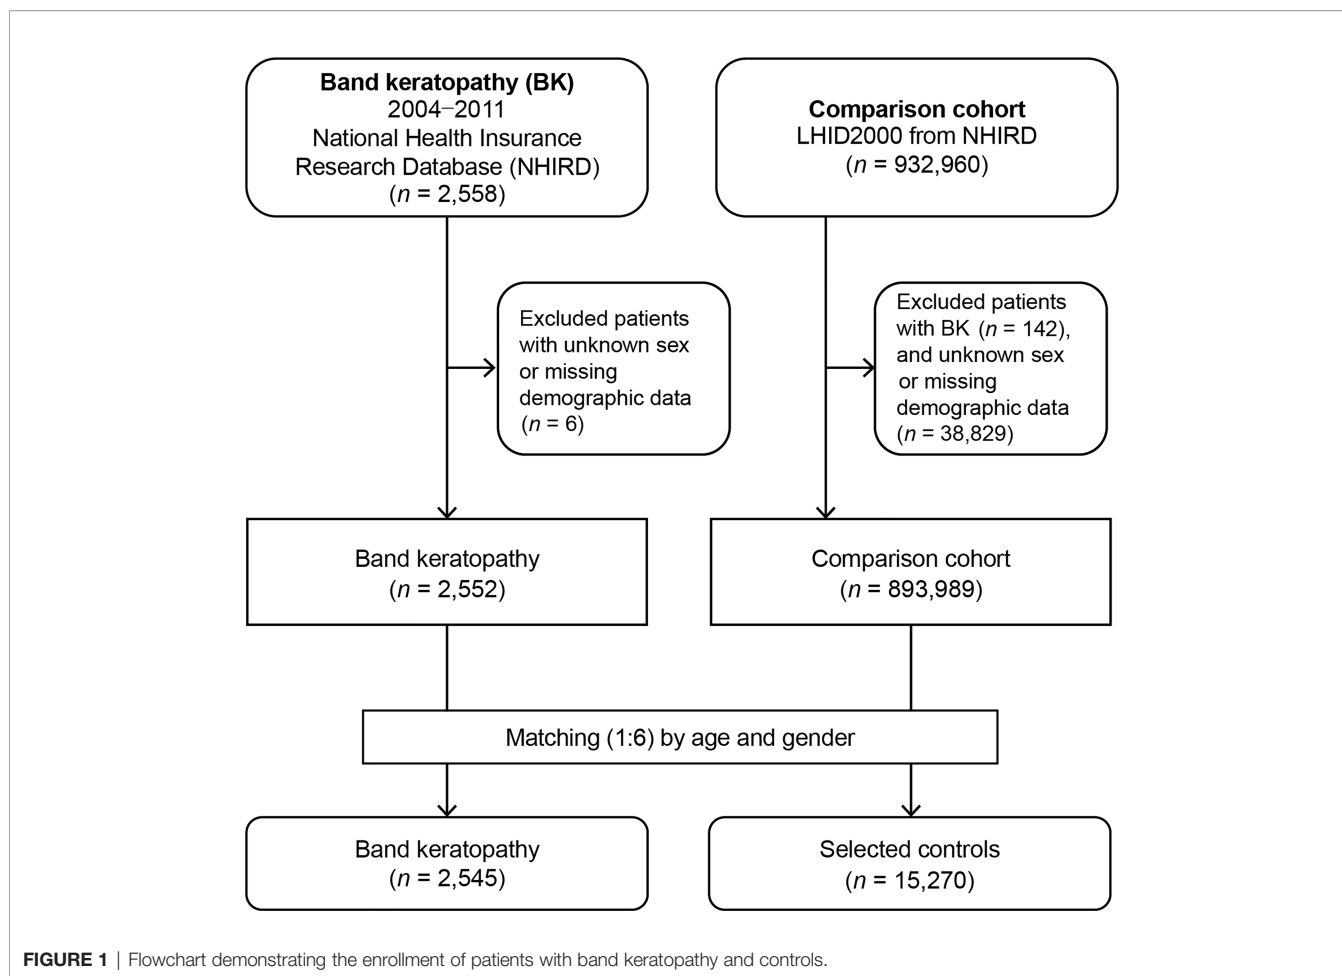 Band keratopathy (BK)
2004–2011
National Health Insurance
Research Database (NHIRD)
(n = 2,558)
Comparison cohort
LHID2000 from NHIRD
(n = 932,960)
Excluded patients
with unknown sex
or missing
demographic data
(n = 6)
Excluded patients
with BK (n = 142),
and unknown sex
or missing
demographic data
(n = 38,829)
Band keratopathy
(n = 2,552)
Comparison cohort
(n = 893,989)
Matching (1:6) by age and gender
Band keratopathy
(n = 2,545)
Selected controls
(n = 15,270)
FIGURE 1 | Flowchart demonstrating the enrollment of patients with band keratopathy and controls.